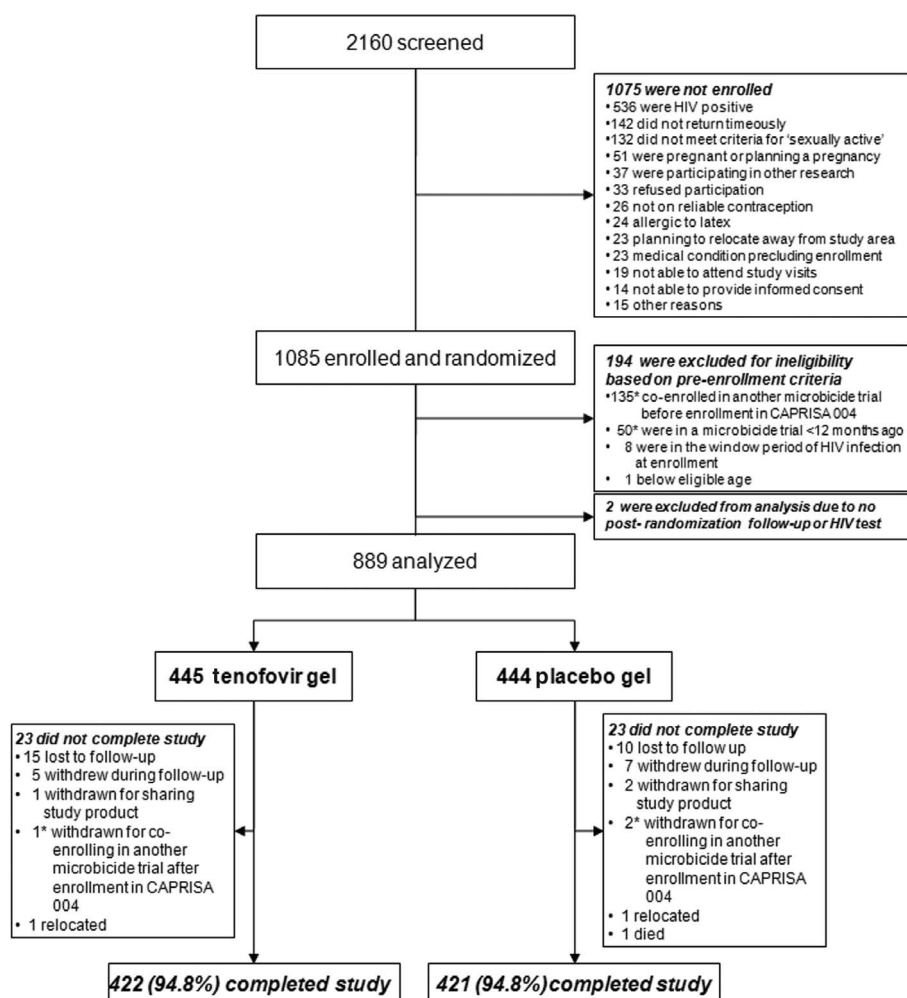 2160 screened
1075 were not enrolled
• 536 were HIV positive
• 142 did not return timeously
• 132 did not meet criteria for ‘sexually active’
• 51 were pregnant or planning a pregnancy
• 37 were participating in other research
• 33 refused participation
• 26 not on reliable contraception
• 24 allergic to latex
• 23 planning to relocate away from study area
• 23 medical condition precluding enrollment
• 19 not able to attend study visits
• 14 not able to provide informed consent
• 15 other reasons
1085 enrolled and randomized
194 were excluded for ineligibility
based on pre-enrollment criteria
• 135* co-enrolled in another microbicide trial
before enrollment in CAPRISA 004
• 50* were in a microbicide trial <12 months ago
• 8 were in the window period of HIV infection
at enrollment
• 1 below eligible age
2 were excluded from analysis due to no
post- randomization follow-up or HIV test
889 analyzed
445 tenofovir gel
444 placebo gel
23 did not complete study
• 15 lost to follow-up
• 5 withdrew during follow-up
• 1 withdrawn for sharing
study product
• 1* withdrawn for co-
enrolling in another
microbicide trial after
enrollment in CAPRISA
004
• 1 relocated
23 did not complete study
• 10 lost to follow up
• 7 withdrew during follow-up
• 2 withdrawn for sharing
study product
• 2* withdrawn for co-
enrolling in another
microbicide trial after
enrollment in CAPRISA
004
• 1 relocated
• 1 died
422 (94.8%) completed study
421 (94.8%) completed study